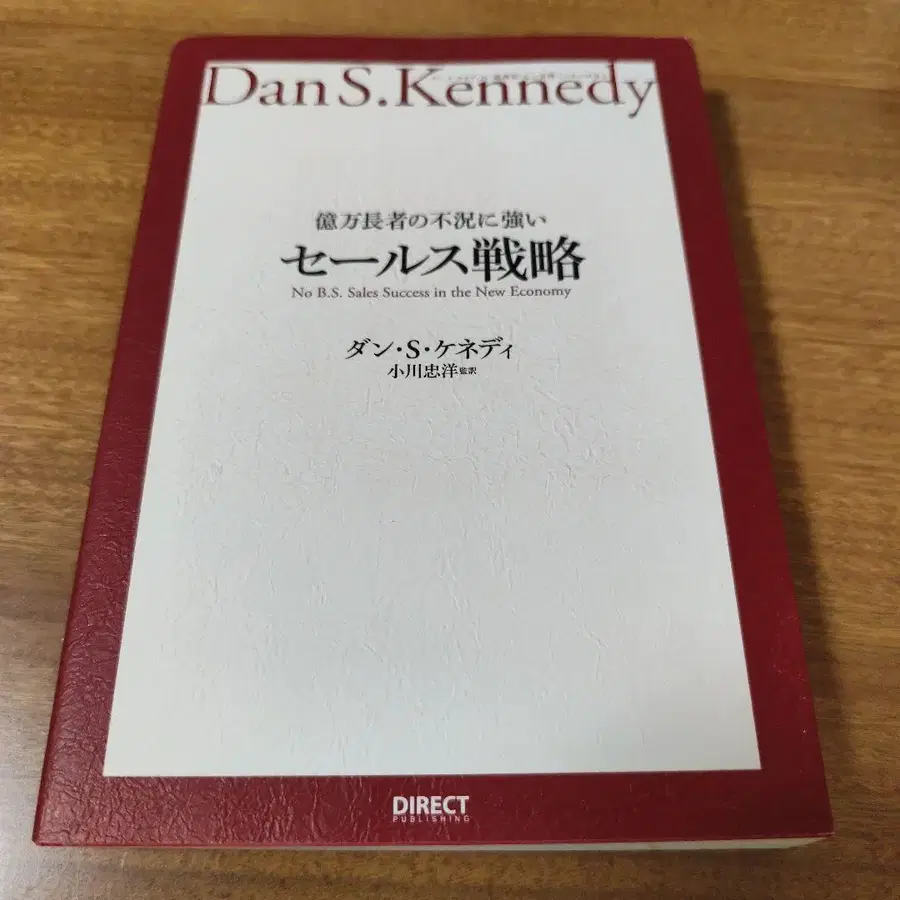 Dan S. Kennedy
億万長者の不況に強い
セールス戦略
No B.S. Sales Success in the New Economy
ダン・S・ケネディ
小川忠洋 監訳
DIRECT
PUBLISHING